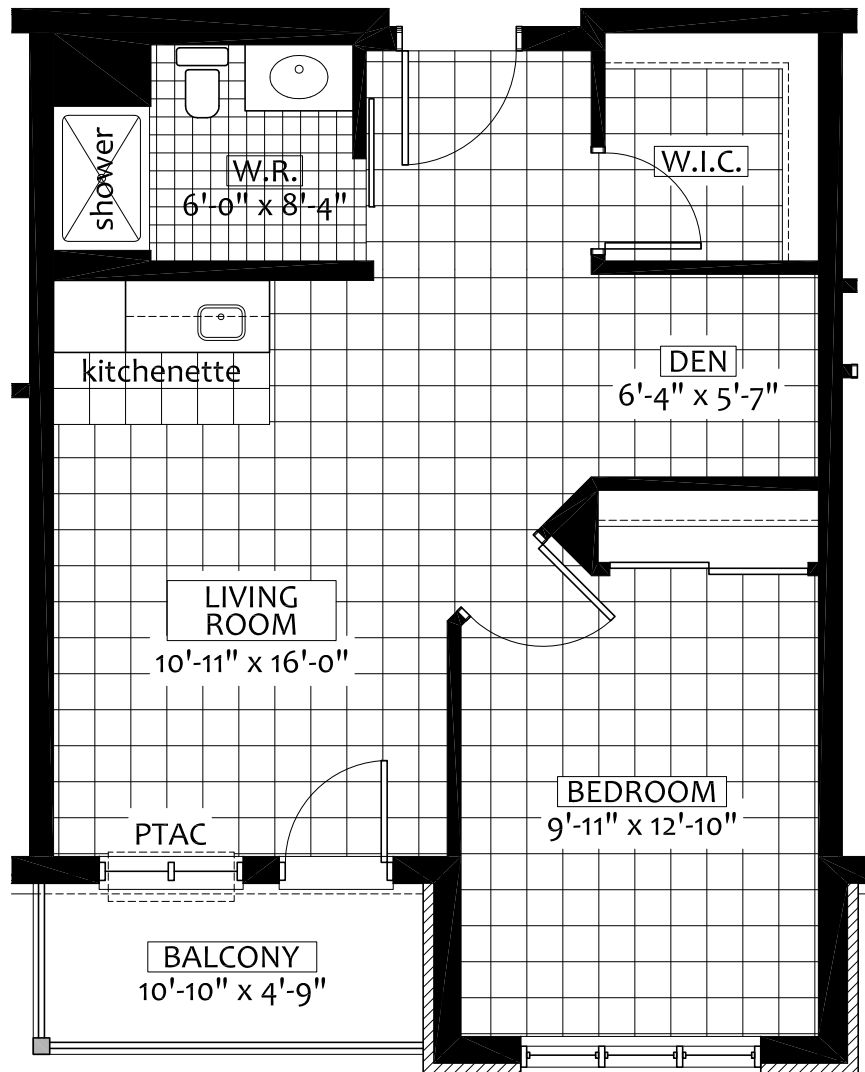 shower
W.R.
6'-0" x 8'-4"
W.I.C.
kitchenette
DEN
6'-4" x 5'-7"
LIVING
ROOM
10'-11" x 16'-0"
BEDROOM
9'-11" x 12'-10"
PTAC
BALCONY
10'-10" x 4'-9"